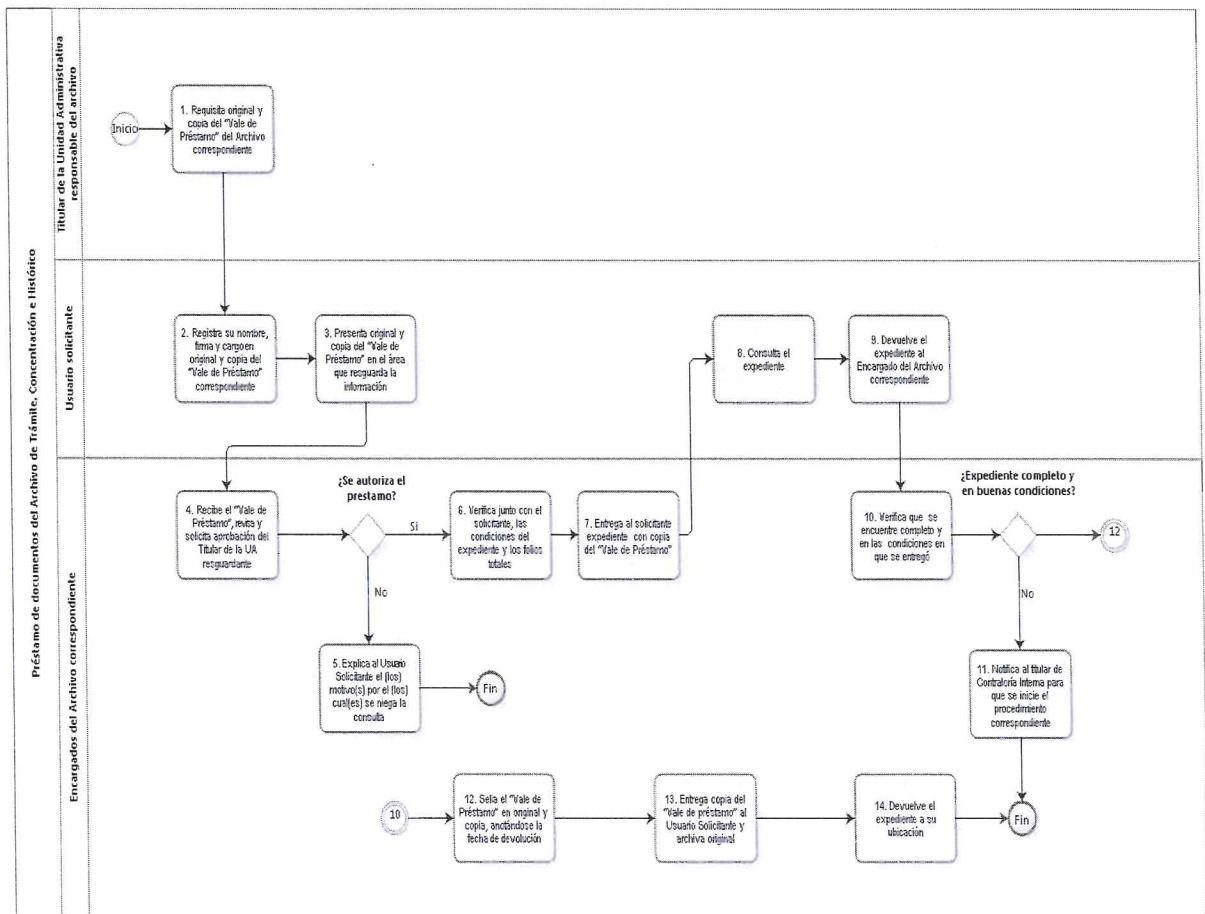 Préstamo de documentos del Archivo de Trámite, Concentración e Histórico
Titular de la Unidad Administrativa
responsable del archivo
Inicio
1. Requisita original y
copia del "Vale de
Préstamo" del Archivo
correspondiente
Usuario solicitante
2. Registra su nombre,
firma y cargoen
original y copia del
"Vale de Préstamo"
correspondiente
3. Presenta original y
copia del "Vale de
Préstamo" en el área
que resguarda la
información
8. Consulta el
expediente
9. Devuelve el
expediente al
Encargado del Archivo
correspondiente
Encargados del Archivo correspondiente
4. Recibe el "Vale de
Préstamo", revisa y
solicita aprobación del
Titular de la UA
resguardante
¿Se autoriza el
prestamo?
Si
No
6. Verifica junto con el
solicitante, las
condiciones del
expediente y los folios
totales
7. Entrega al solicitante
expediente con copia
del "Vale de Préstamo"
10. Verifica que se
encuentre completo y
en las condiciones en
que se entregó
¿Expediente completo y
en buenas condiciones?
12
No
5. Explica al Usuario
Solicitante el (los)
motivo(s) por el (los)
cual(es) se niega la
consulta
Fin
11. Notifica al titular de
Contraloría Interna para
que se inicie el
procedimiento
correspondiente
10
12. Sella el "Vale de
Préstamo" en original y
copia, anotándose la
fecha de devolución
13. Entrega copia del
"Vale de préstamo" al
Usuario Solicitante y
archiva original
14. Devuelve el
expediente a su
ubicación
Fin